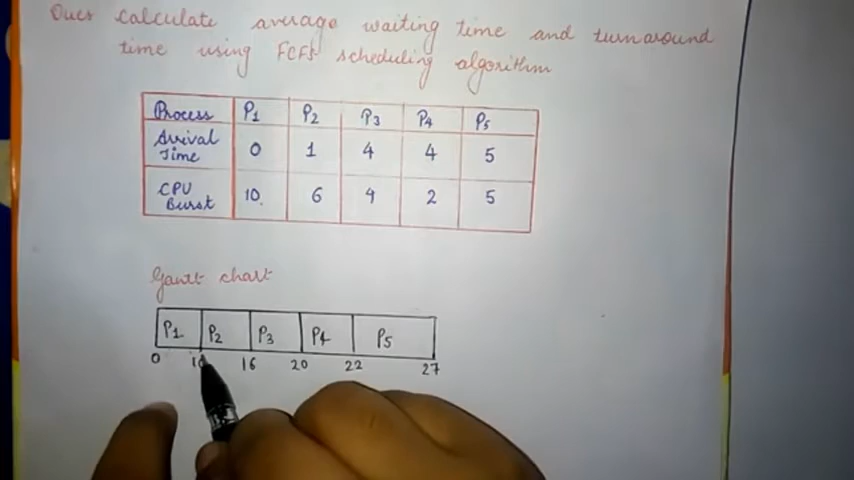 Ques calculate average waiting time and turnaround
time using FCFS scheduling algorithm
Process P1 P2 P3 P4 P5
Arrival Time 0 1 4 4 5
CPU Burst 10 6 4 2 5
Gantt chart
P1 P2 P3 P4 P5
0 10 16 20 22 27